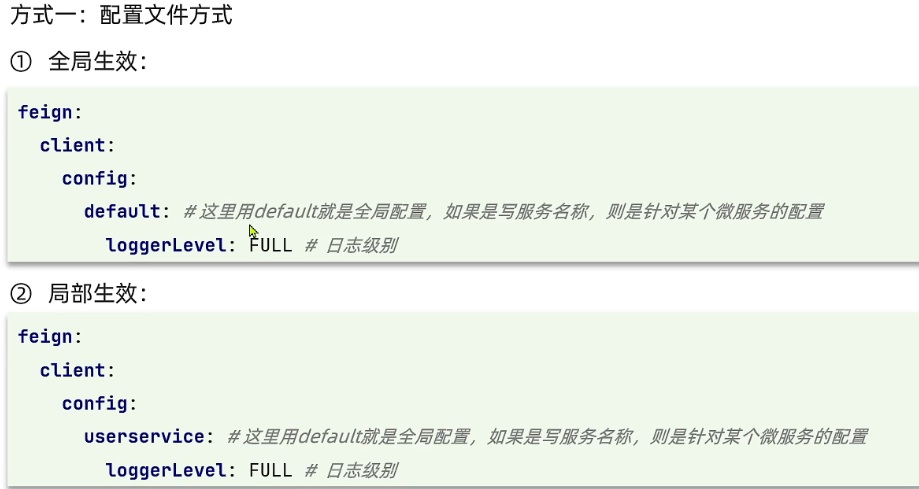 方式一：配置文件方式
① 全局生效：
feign:
  client:
    config:
      default: #这里用default就是全局配置，如果是写服务名称，则是针对某个微服务的配置
        loggerLevel: FULL # 日志级别
② 局部生效：
feign:
  client:
    config:
      userservice: #这里用default就是全局配置，如果是写服务名称，则是针对某个微服务的配置
        loggerLevel: FULL # 日志级别